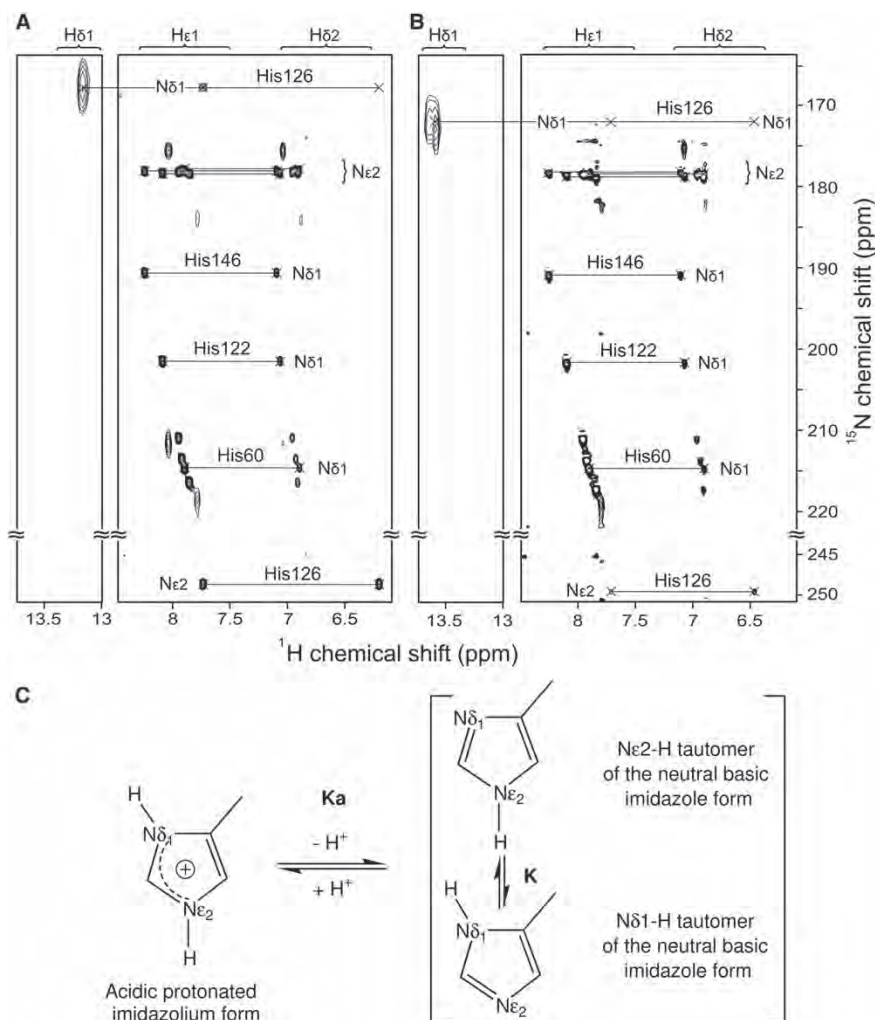 A
B
Hδ1
Hε1
Hδ2
Hδ1
Hε1
Hδ2
His126
Nδ1
His126
Nδ1
Nδ1
Nε2
Nε2
His146
Nδ1
His146
Nδ1
His122
Nδ1
His122
Nδ1
His60
Nδ1
His60
Nδ1
His126
Nε2
His126
Nε2
170
180
190
200
210
220
245
250
15N chemical shift (ppm)
13.5 13 8 7.5 7 6.5
13.5 13 8 7.5 7 6.5
1H chemical shift (ppm)
C
H
Nδ1
+
Nε2
H
Acidic protonated
imidazolium form
Ka
- H+
+ H+
Nδ1
Nε2
H
Nε2-H tautomer
of the neutral basic
imidazole form
K
H
Nδ1
Nε2
Nδ1-H tautomer
of the neutral basic
imidazole form